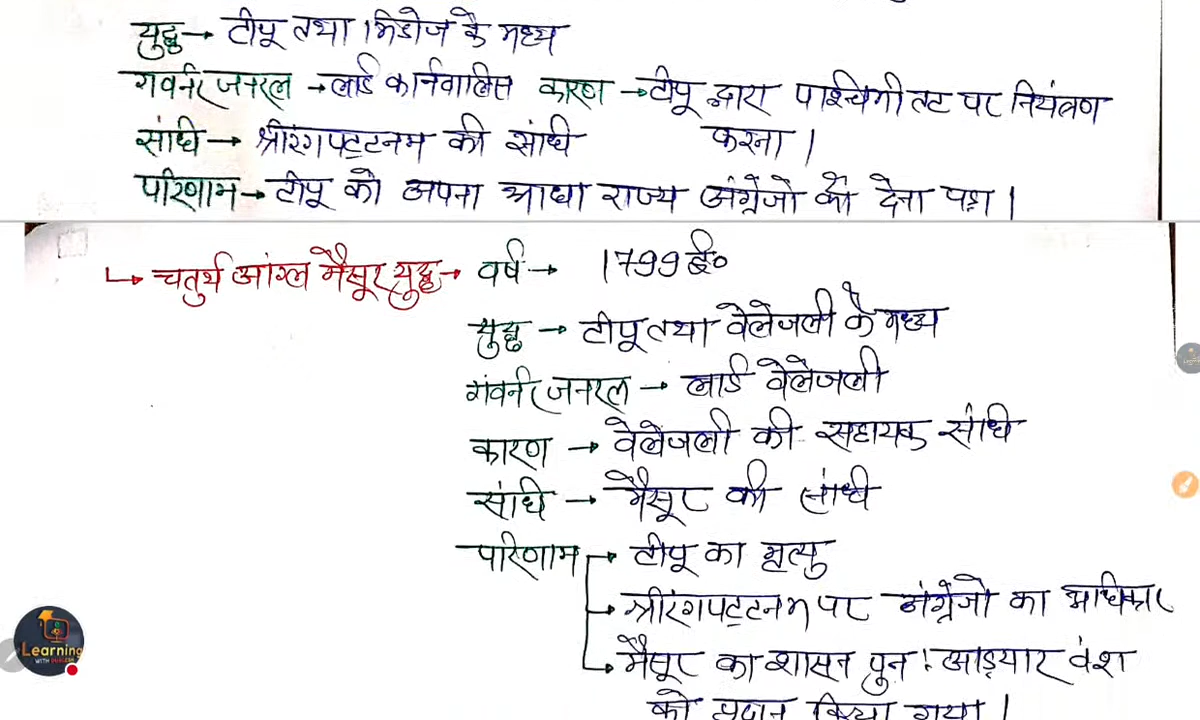 युद्ध → टीपू तथा मिडोज के मध्य
गवर्नर जनरल → लार्ड कार्नवालिस कारण → टीपू द्वारा पाश्चिमी तट पर नियंत्रण
करना।
संधि → श्रीरंगपट्टनम की संधि
परिणाम → टीपू को अपना आधा राज्य अंग्रेजो को देना पड़ा।
↳ चतुर्थ आंग्ल मैसूर युद्ध → वर्ष → 1799 ई०
युद्ध → टीपू तथा वेलेजली के मध्य
गवर्नर जनरल → लार्ड वेलेजली
कारण → वेलेजली की सहायक संधि
संधि → मैसूर की संधि
परिणाम → टीपू का मृत्यु
→ श्रीरंगपट्टनम पर अंग्रेजो का अधिकार
→ मैसूर का शासन पुन: आड्यार वंश
को प्रदान किया गया।
Learning